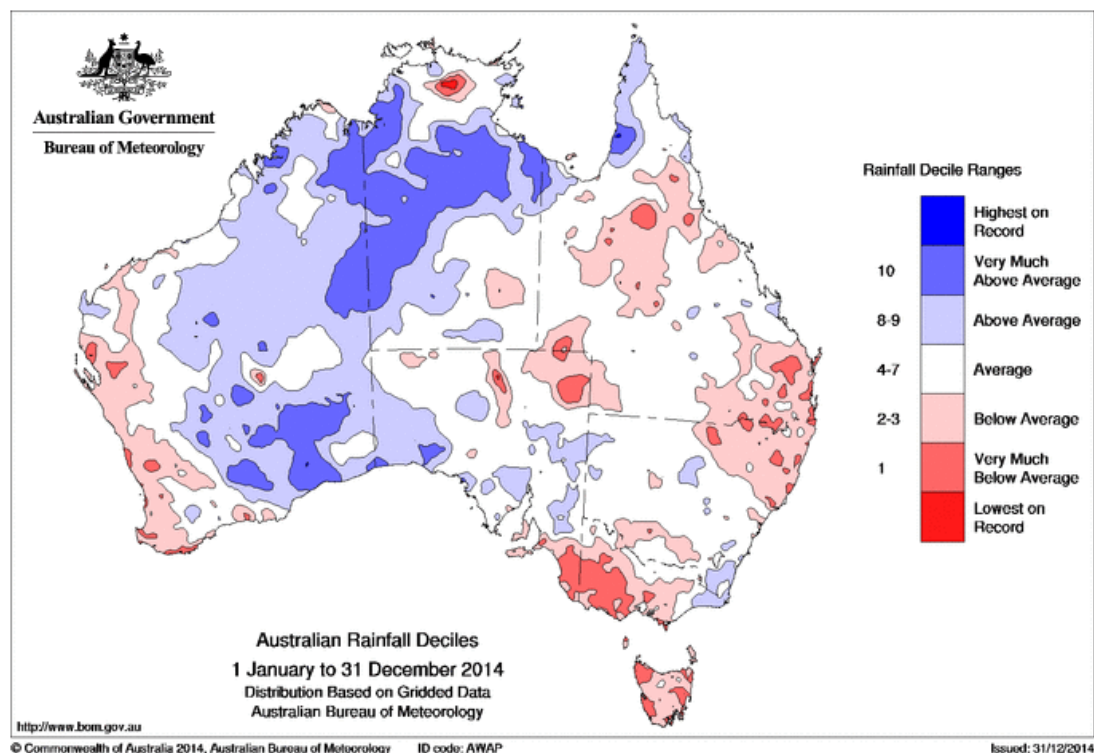 Australian Government
Bureau of Meteorology
Rainfall Decile Ranges
Highest on
Record
10
Very Much
Above Average
8-9
Above Average
4-7
Average
2-3
Below Average
1
Very Much
Below Average
Lowest on
Record
Australian Rainfall Deciles
1 January to 31 December 2014
Distribution Based on Gridded Data
Australian Bureau of Meteorology
http://www.bom.gov.au
© Commonwealth of Australia 2014, Australian Bureau of Meteorology ID code: AWAP Issued: 31/12/2014